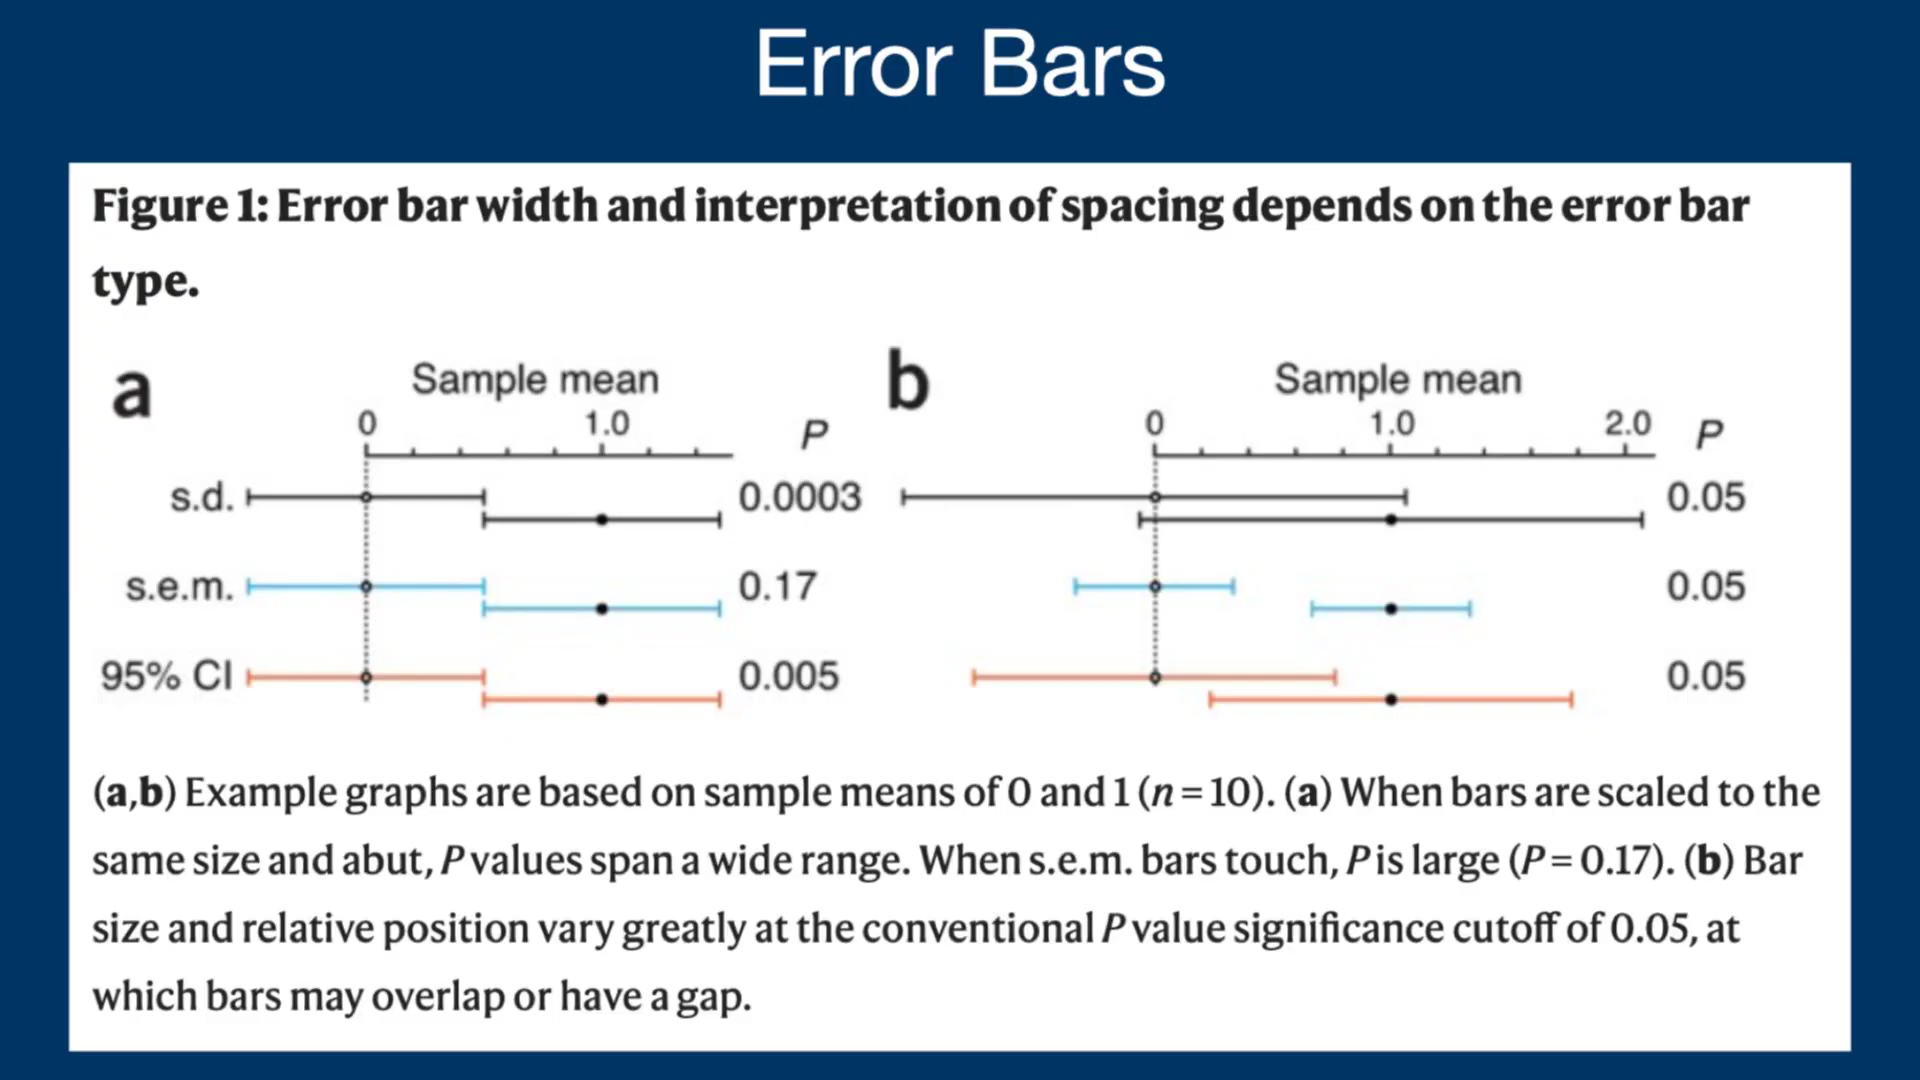 Error Bars
Figure 1: Error bar width and interpretation of spacing depends on the error bar
type.
a
Sample mean
0 1.0 P
s.d. 0.0003
s.e.m. 0.17
95% CI 0.005
b
Sample mean
0 1.0 2.0 P
0.05
0.05
0.05
(a,b) Example graphs are based on sample means of 0 and 1 (n = 10). (a) When bars are scaled to the
same size and abut, P values span a wide range. When s.e.m. bars touch, P is large (P = 0.17). (b) Bar
size and relative position vary greatly at the conventional P value significance cutoff of 0.05, at
which bars may overlap or have a gap.